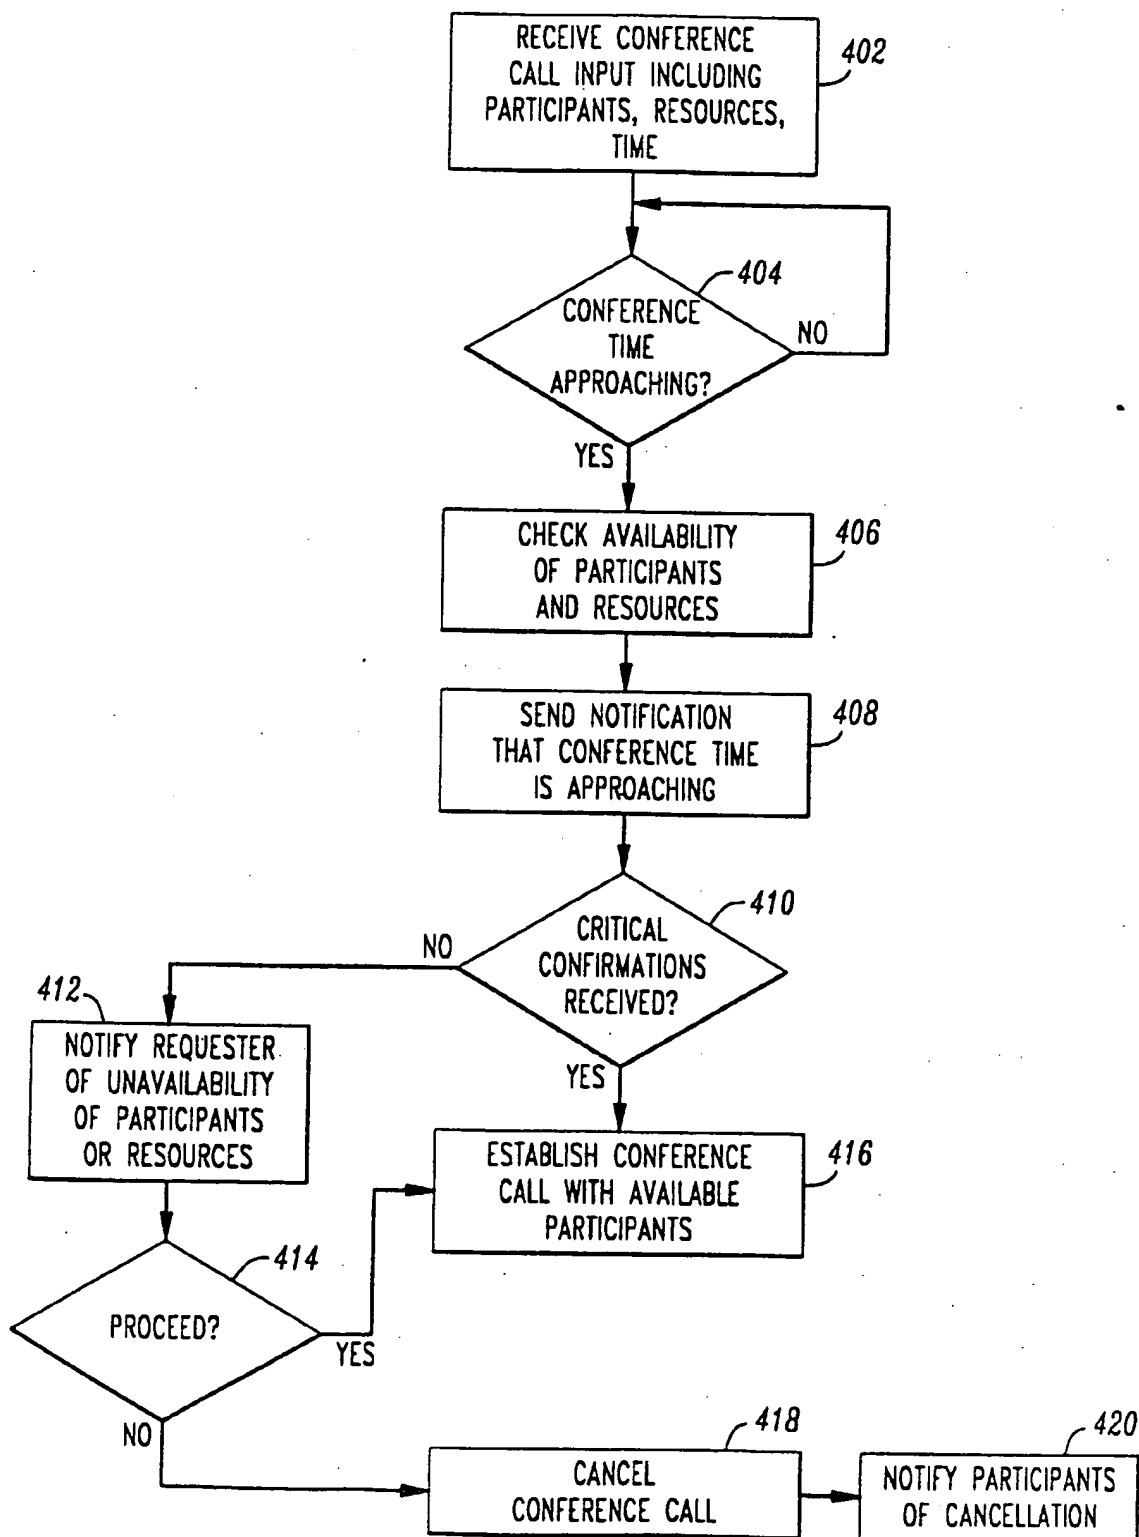 RECEIVE CONFERENCE
CALL INPUT INCLUDING
PARTICIPANTS, RESOURCES,
TIME
402
404
CONFERENCE
TIME
APPROACHING?
NO
YES
CHECK AVAILABILITY
OF PARTICIPANTS
AND RESOURCES
406
SEND NOTIFICATION
THAT CONFERENCE TIME
IS APPROACHING
408
410
CRITICAL
CONFIRMATIONS
RECEIVED?
NO
YES
412
NOTIFY REQUESTER
OF UNAVAILABILITY
OF PARTICIPANTS
OR RESOURCES
ESTABLISH CONFERENCE
CALL WITH AVAILABLE
PARTICIPANTS
416
414
PROCEED?
YES
NO
418
CANCEL
CONFERENCE CALL
420
NOTIFY PARTICIPANTS
OF CANCELLATION